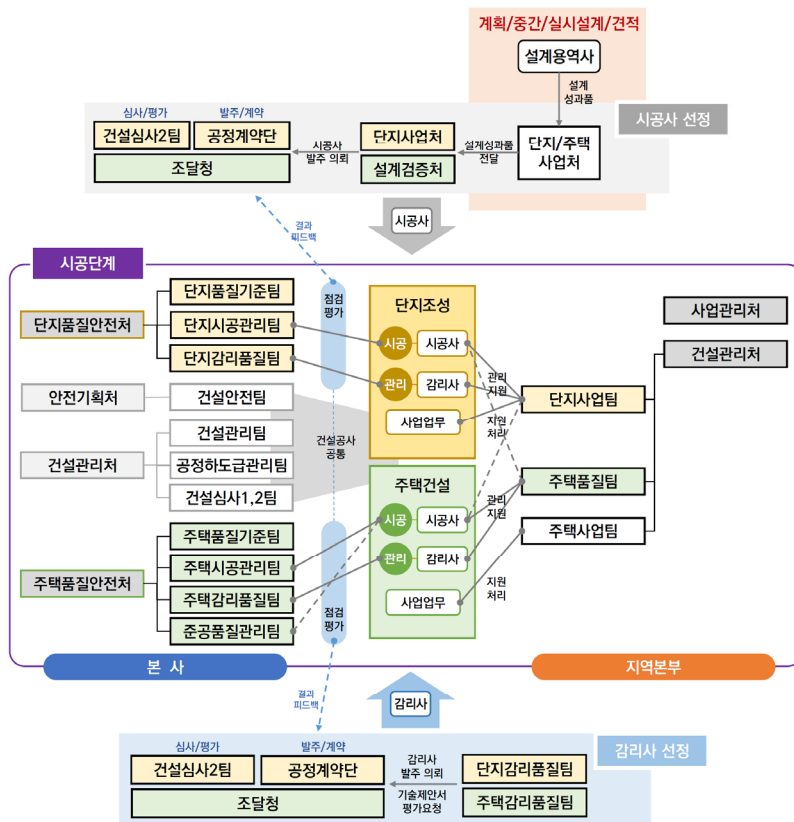 계획/중간/실시설계/견적
설계용역사
설계
성과품
시공사 선정
심사/평가
발주/계약
건설심사2팀
공정계약단
조달청
시공사
발주 의뢰
단지사업처
설계검증처
설계성과품
전달
단지/주택
사업처
시공사
결과
피드백
시공단계
단지품질안전처
단지품질기준팀
단지시공관리팀
단지감리품질팀
안전기획처
건설안전팀
건설관리처
건설관리팀
공정하도급관리팀
건설심사1,2팀
주택품질안전처
주택품질기준팀
주택시공관리팀
주택감리품질팀
준공품질관리팀
점검
평가
건설공사
공통
점검
평가
단지조성
시공
시공사
관리
감리사
사업업무
주택건설
시공
시공사
관리
감리사
사업업무
관리
지원
지원
처리
관리
지원
지원
처리
사업관리처
건설관리처
단지사업팀
주택품질팀
주택사업팀
본 사
지역본부
결과
피드백
감리사
감리사 선정
심사/평가
발주/계약
건설심사2팀
공정계약단
조달청
감리사
발주 의뢰
기술제안서
평가요청
단지감리품질팀
주택감리품질팀